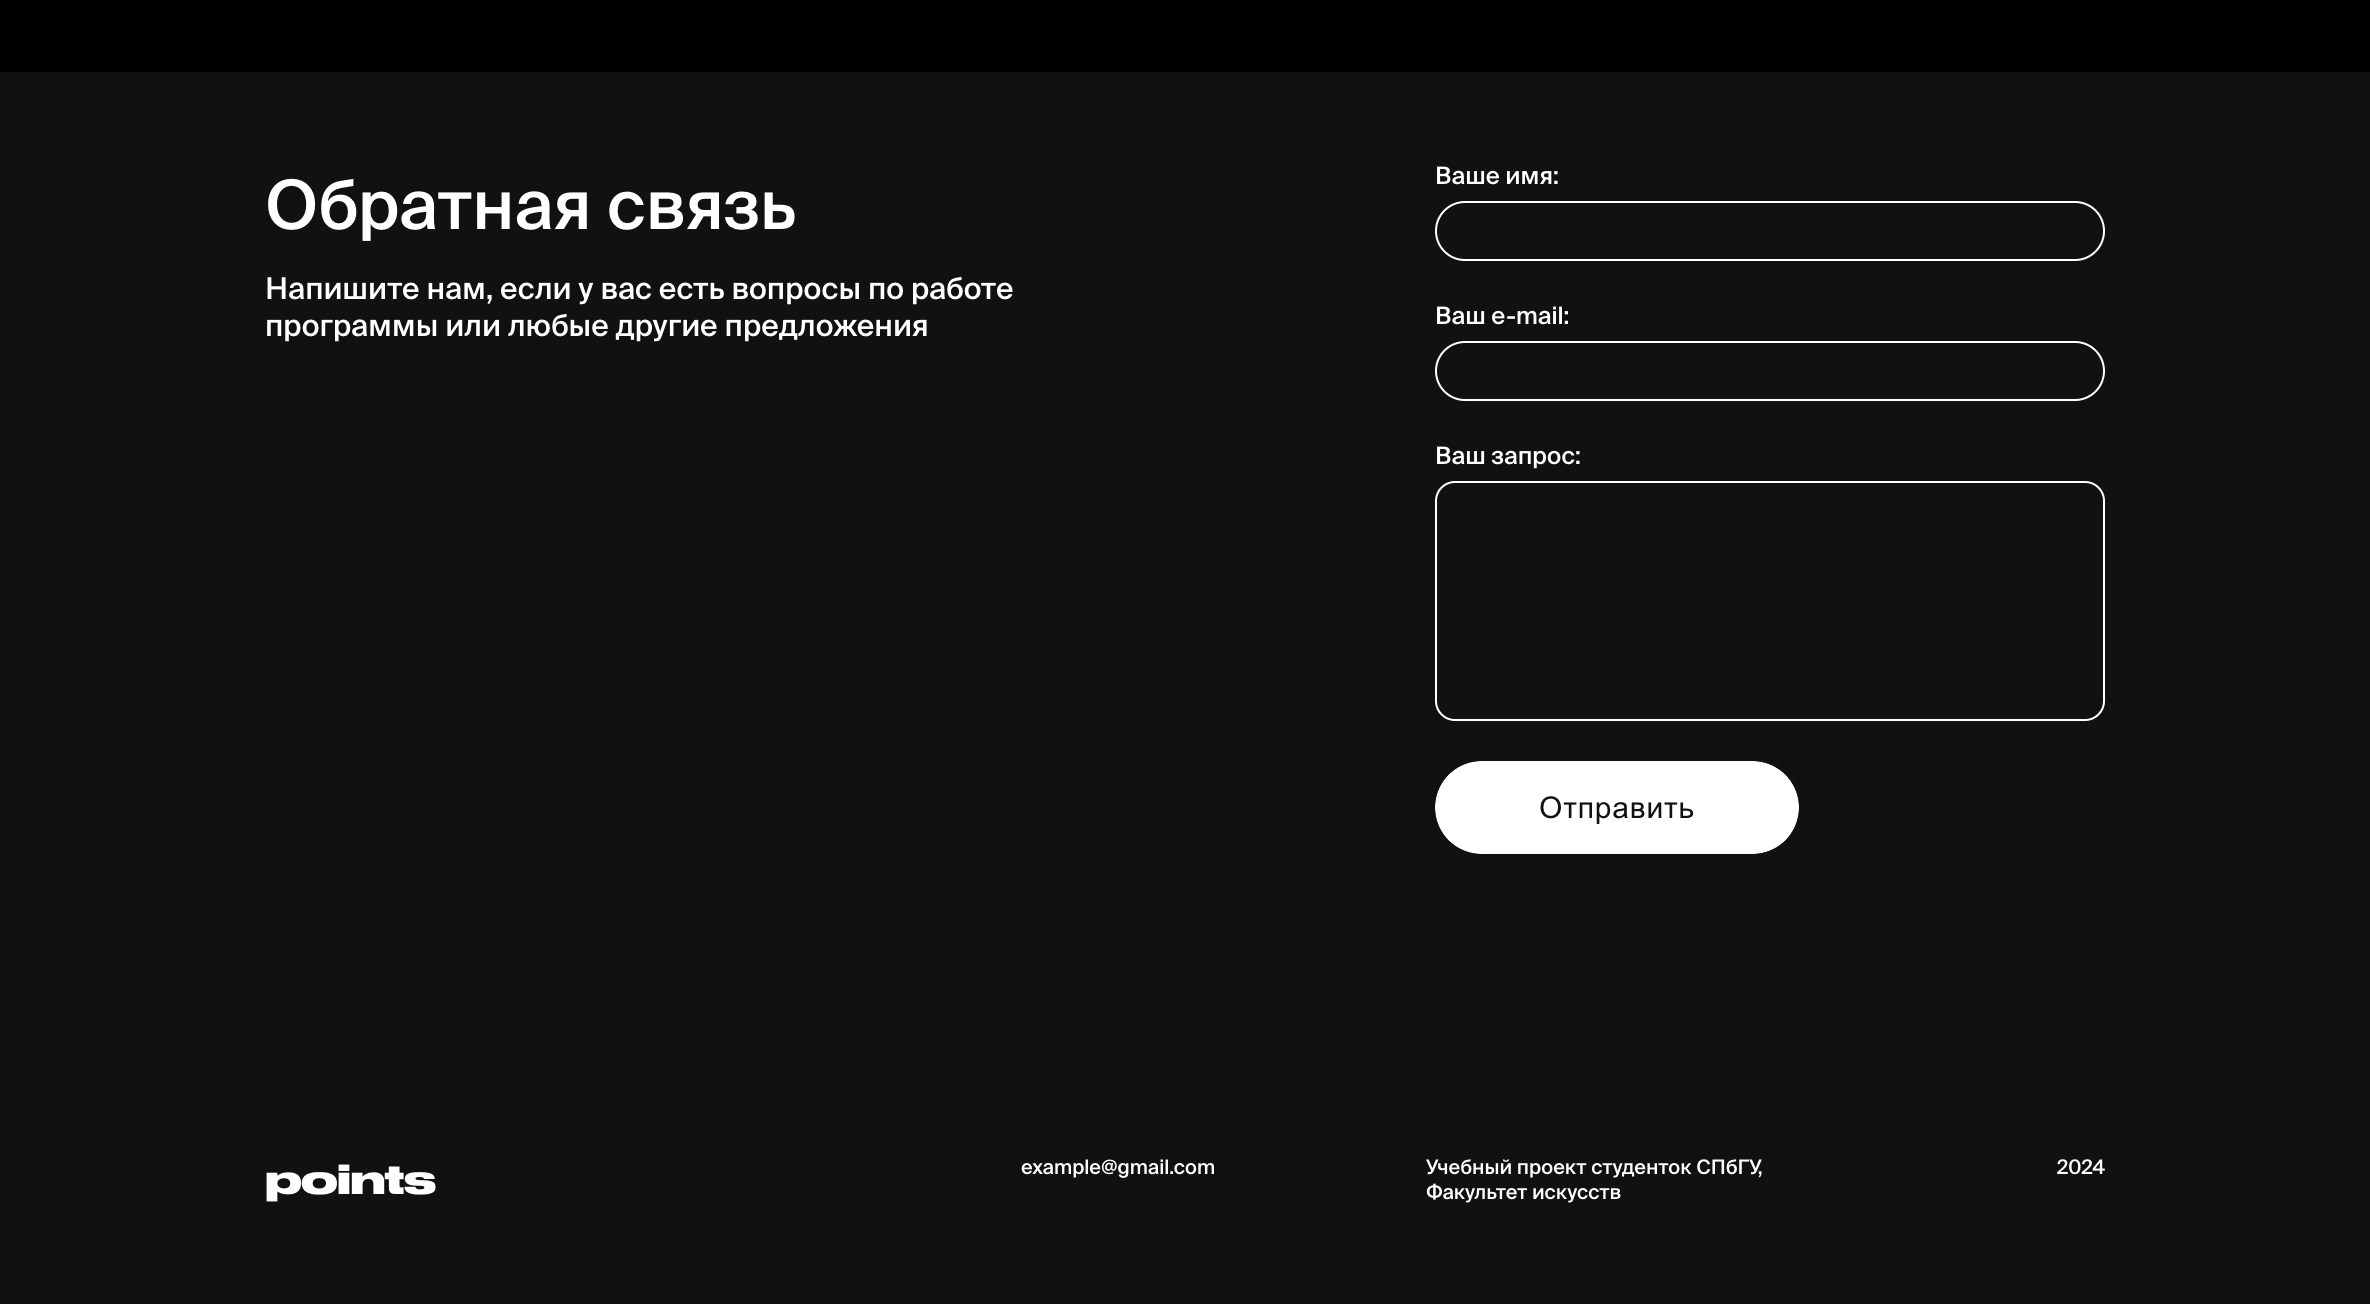 Обратная связь
Напишите нам, если у вас есть вопросы по работе
программы или любые другие предложения
Ваше имя:
Ваш e-mail:
Ваш запрос:
Отправить
points
example@gmail.com
Учебный проект студенток СПбГУ,
Факультет искусств
2024